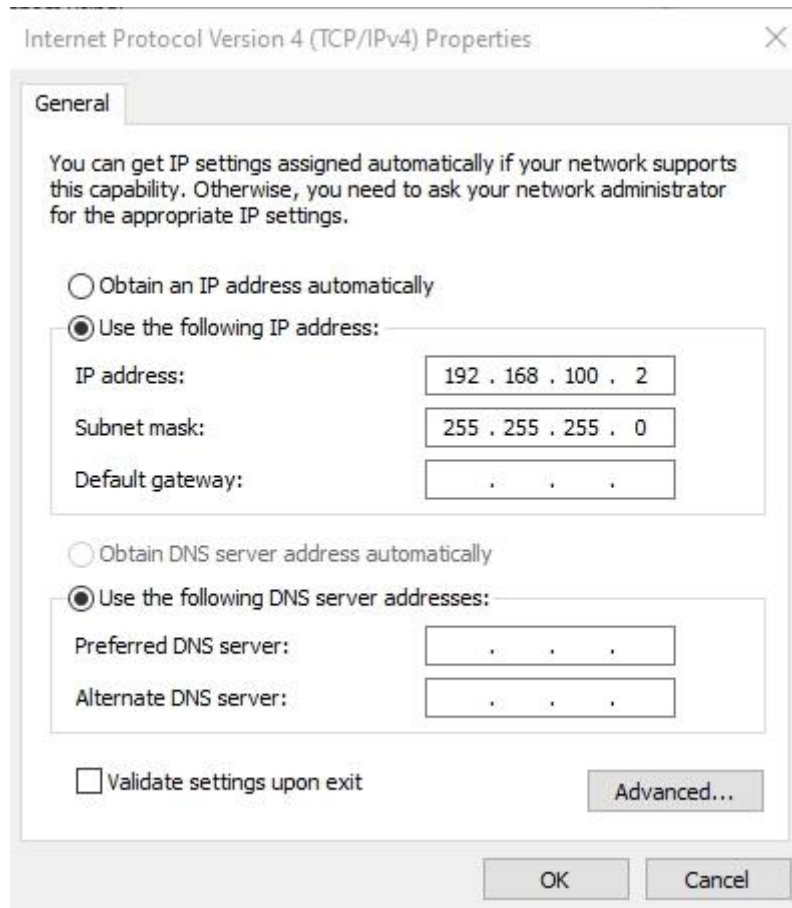 Internet Protocol Version 4 (TCP/IPv4) Properties
General
You can get IP settings assigned automatically if your network supports
this capability. Otherwise, you need to ask your network administrator
for the appropriate IP settings.
Obtain an IP address automatically
Use the following IP address:
IP address: 192 . 168 . 100 . 2
Subnet mask: 255 . 255 . 255 . 0
Default gateway: . . .
Obtain DNS server address automatically
Use the following DNS server addresses:
Preferred DNS server: . . .
Alternate DNS server: . . .
Validate settings upon exit
Advanced...
OK Cancel